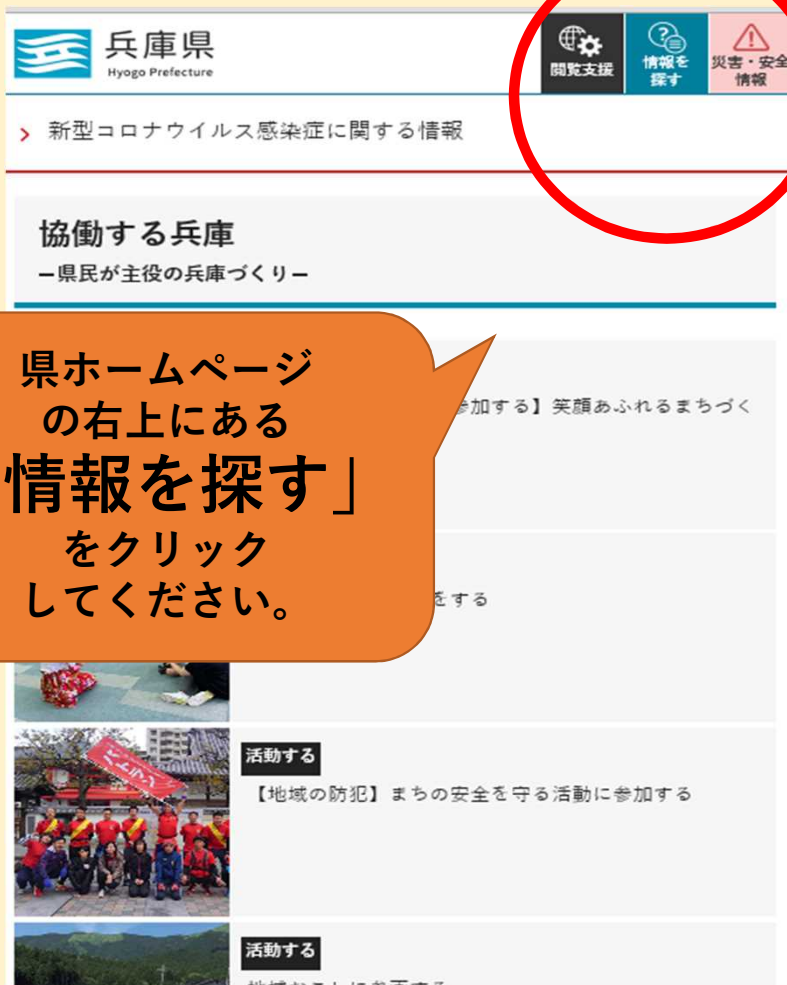 兵庫県
Hyogo Prefecture
閲覧支援
情報を
探す
災害・安全
情報
新型コロナウイルス感染症に関する情報
協働する兵庫
ー県民が主役の兵庫づくりー
県ホームページ
の右上にある
情報を探す」
をクリック
してください。
加する】笑顔あふれるまちづく
をする
活動する
【地域の防犯】まちの安全を守る活動に参加する
活動する